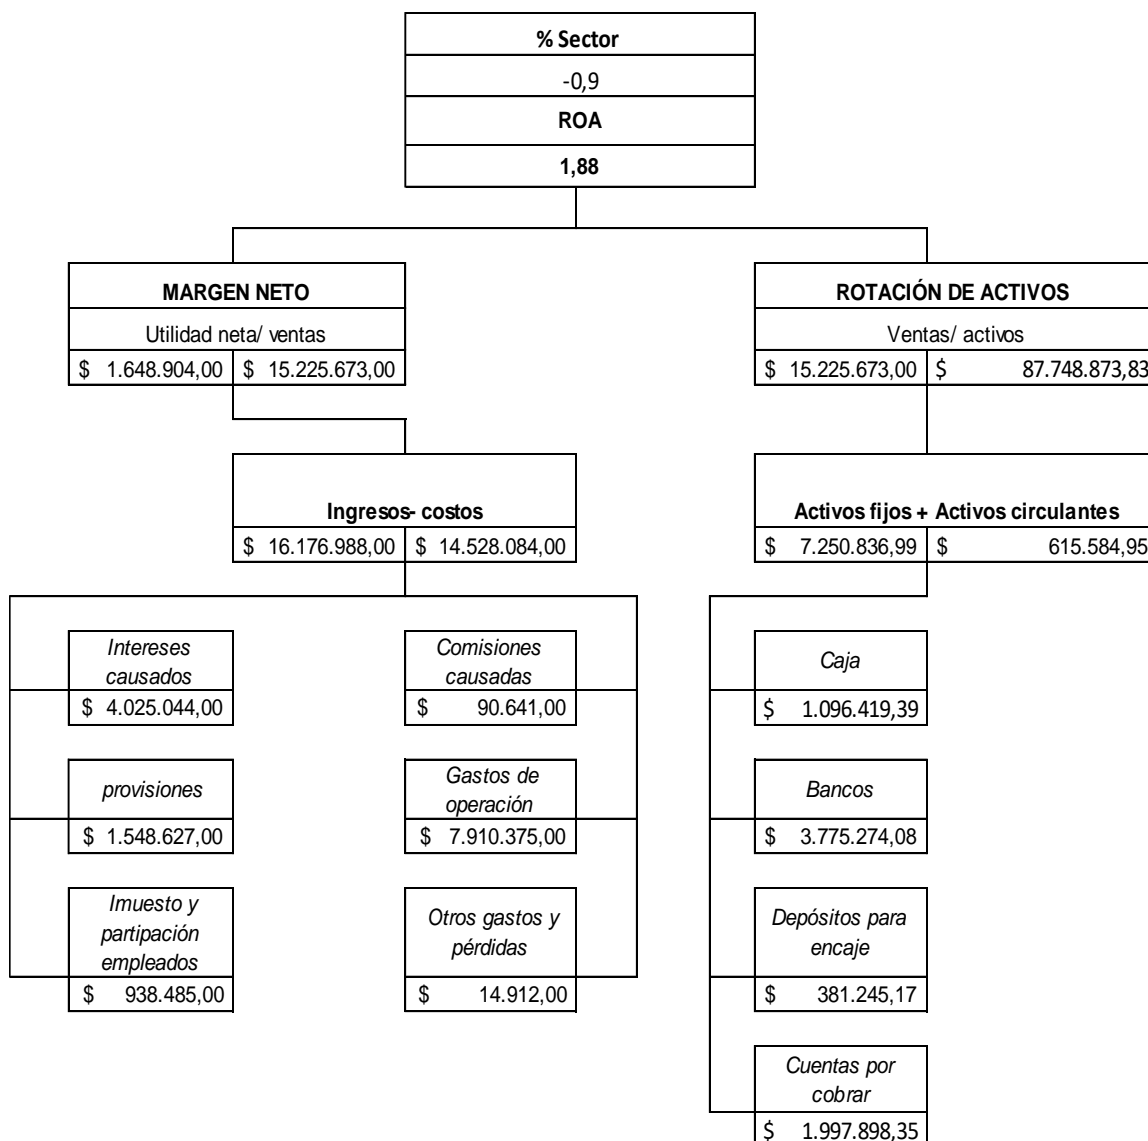 % Sector
-0,9
ROA
1,88
MARGEN NETO
Utilidad neta/ ventas
$ 1.648.904,00 $ 15.225.673,00
ROTACIÓN DE ACTIVOS
Ventas/ activos
$ 15.225.673,00 $ 87.748.873,83
Ingresos- costos
$ 16.176.988,00 $ 14.528.084,00
Activos fijos + Activos circulantes
$ 7.250.836,99 $ 615.584,95
Intereses
causados
$ 4.025.044,00
Comisiones
causadas
$ 90.641,00
Caja
$ 1.096.419,39
provisiones
$ 1.548.627,00
Gastos de
operación
$ 7.910.375,00
Bancos
$ 3.775.274,08
Imuesto y
partipación
empleados
$ 938.485,00
Otros gastos y
pérdidas
$ 14.912,00
Depósitos para
encaje
$ 381.245,17
Cuentas por
cobrar
$ 1.997.898,35